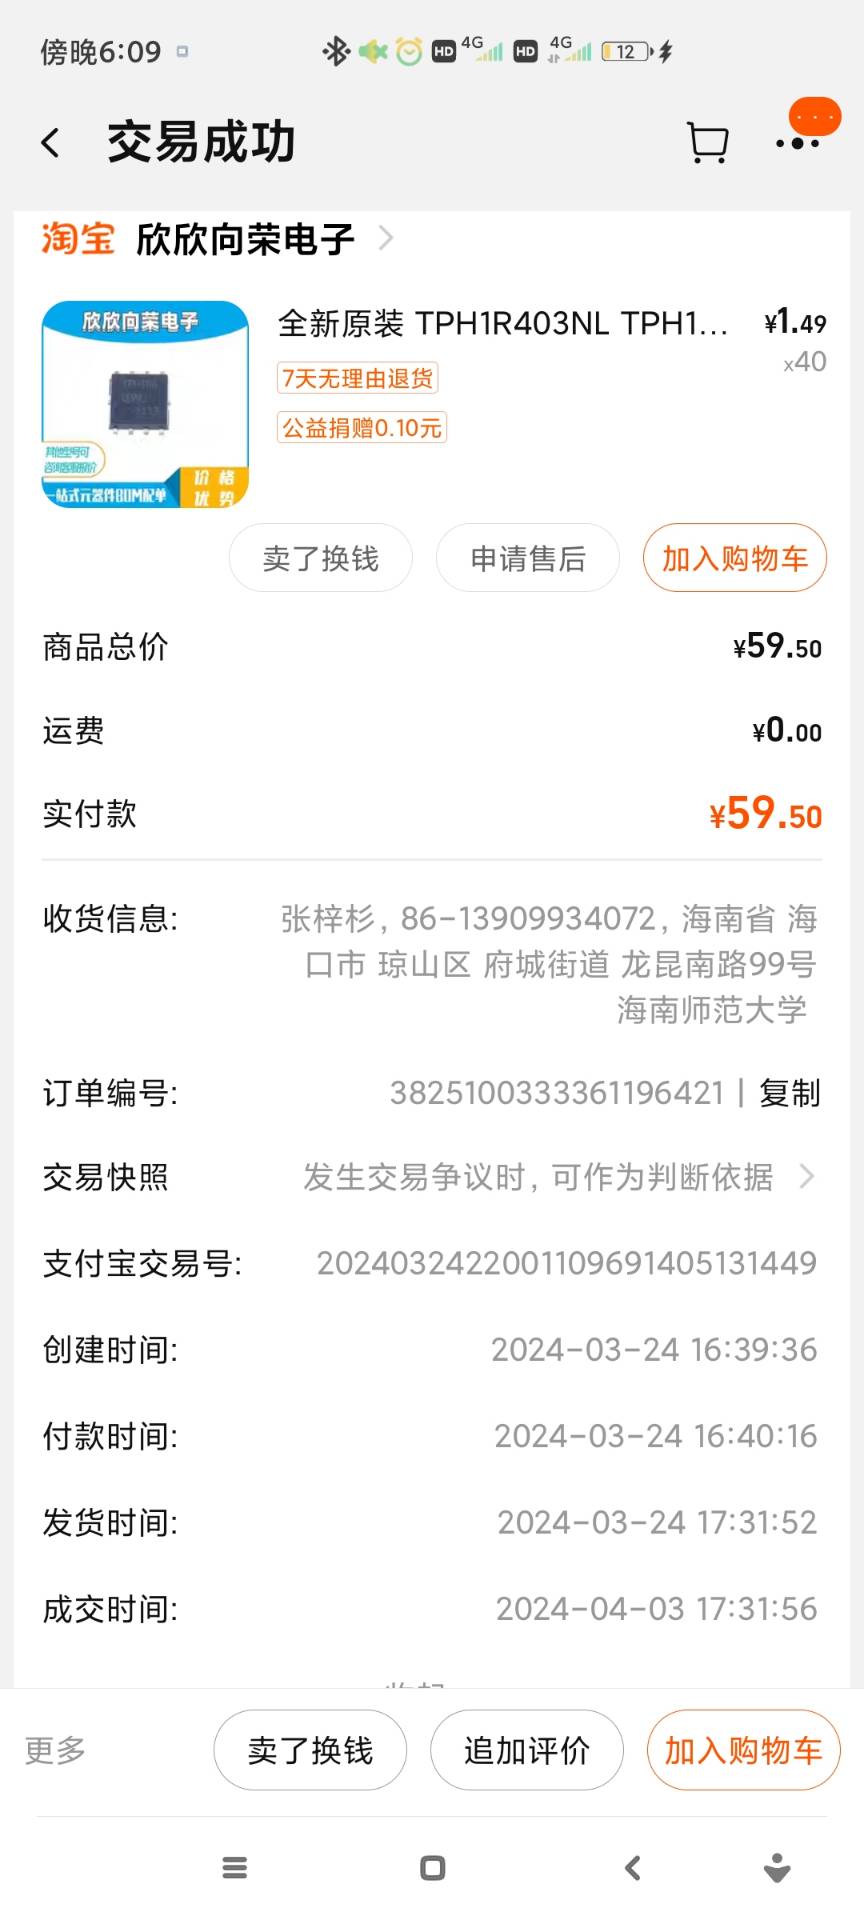 傍晚6:09
HD 4G HD 4G 12
交易成功
淘宝 欣欣向荣电子
欣欣向荣电子
其他型号可
咨询客服报价
一站式元器件BOM配单
价格
优势
全新原装 TPH1R403NL TPH1... ¥1.49
x40
7天无理由退货
公益捐赠0.10元
卖了换钱 申请售后 加入购物车
商品总价 ¥59.50
运费 ¥0.00
实付款 ¥59.50
收货信息: 张梓杉, 86-13909934072, 海南省 海
口市 琼山区 府城街道 龙昆南路99号
海南师范大学
订单编号: 3825100333361196421 | 复制
交易快照 发生交易争议时, 可作为判断依据
支付宝交易号: 2024032422001109691405131449
创建时间: 2024-03-24 16:39:36
付款时间: 2024-03-24 16:40:16
发货时间: 2024-03-24 17:31:52
成交时间: 2024-04-03 17:31:56
更多 卖了换钱 追加评价 加入购物车